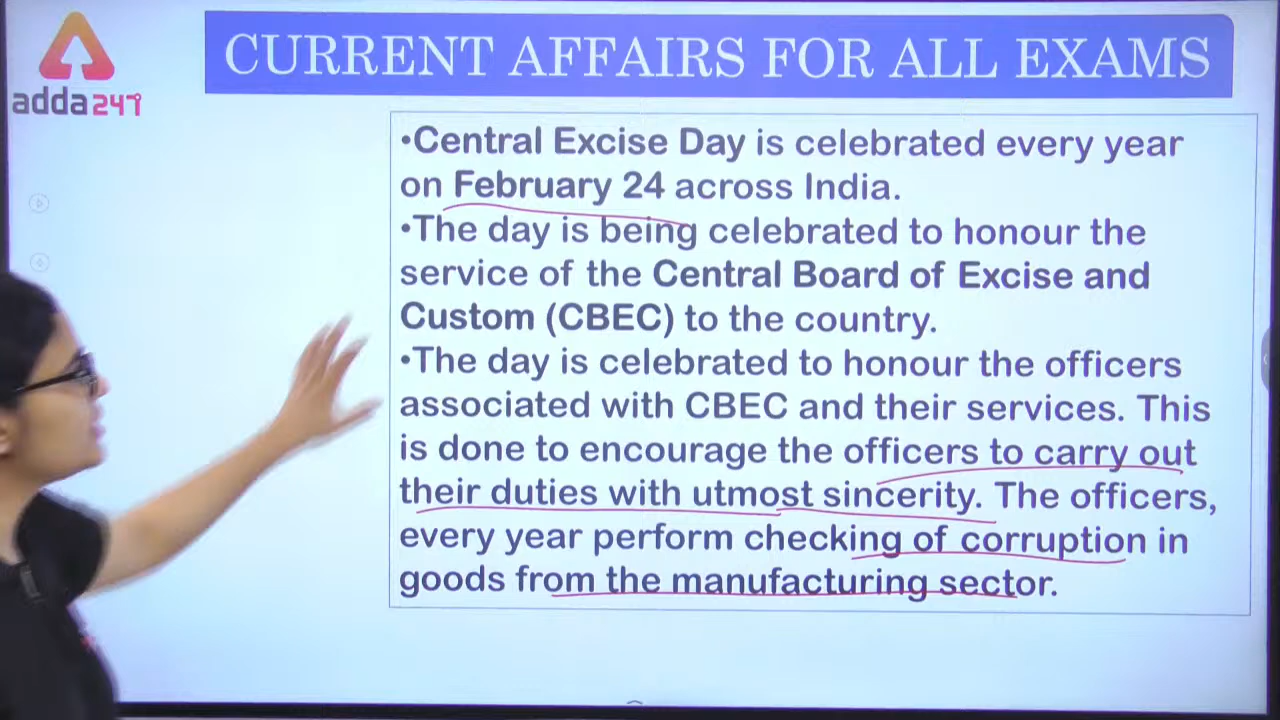 CURRENT AFFAIRS FOR ALL EXAMS
adda247
•Central Excise Day is celebrated every year
on February 24 across India.
•The day is being celebrated to honour the
service of the Central Board of Excise and
Custom (CBEC) to the country.
•The day is celebrated to honour the officers
associated with CBEC and their services. This
is done to encourage the officers to carry out
their duties with utmost sincerity. The officers,
every year perform checking of corruption in
goods from the manufacturing sector.